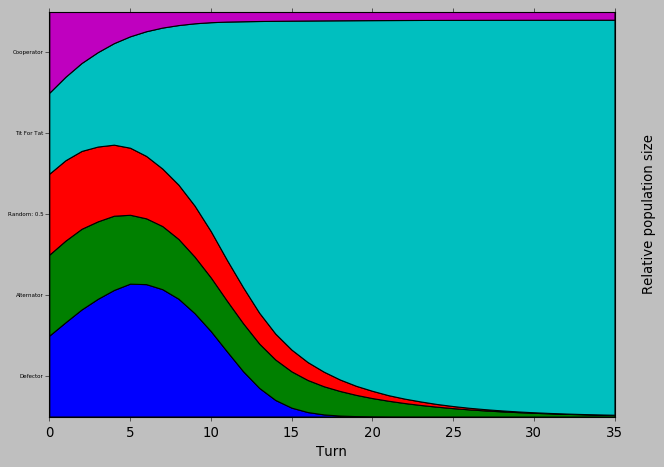 Cooperator
Tit For Tat
Random: 0.5
Alternator
Defector
0 5 10 15 20 25 30 35
Turn
Relative population size